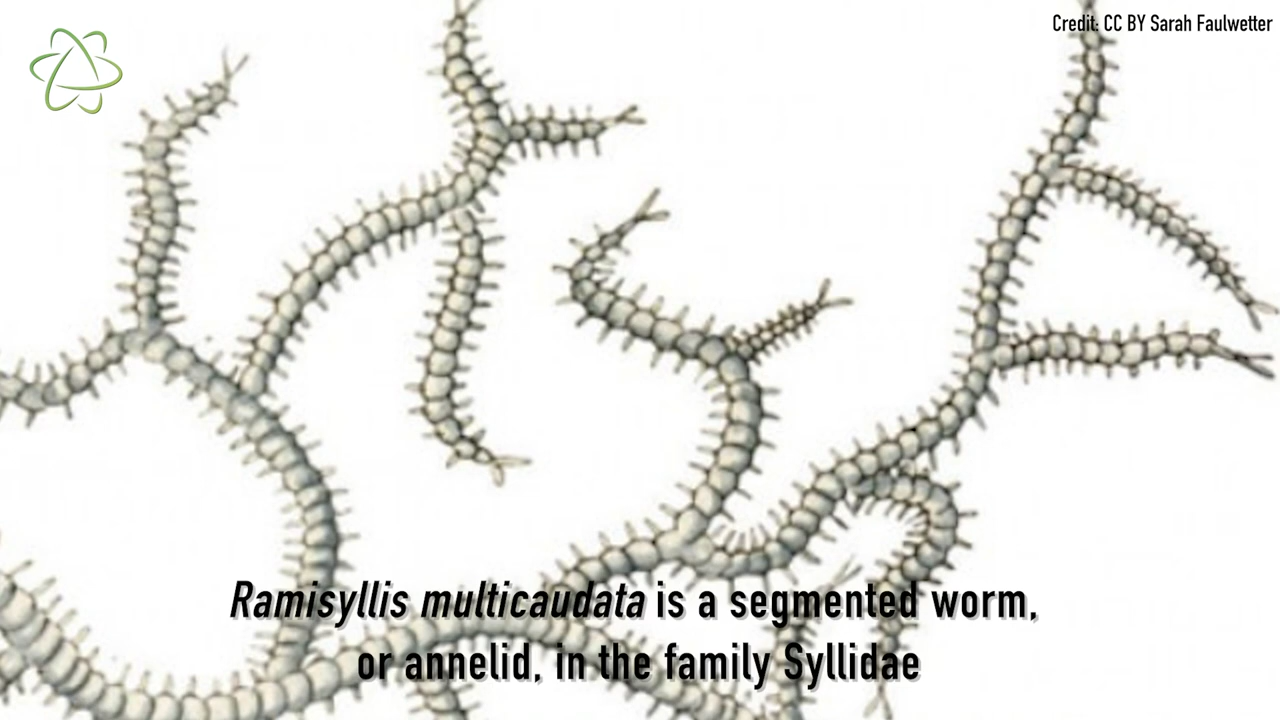 Credit: CC BY Sarah Faulwetter
Ramisyllis multicaudata is a segmented worm,
or annelid, in the family Syllidae